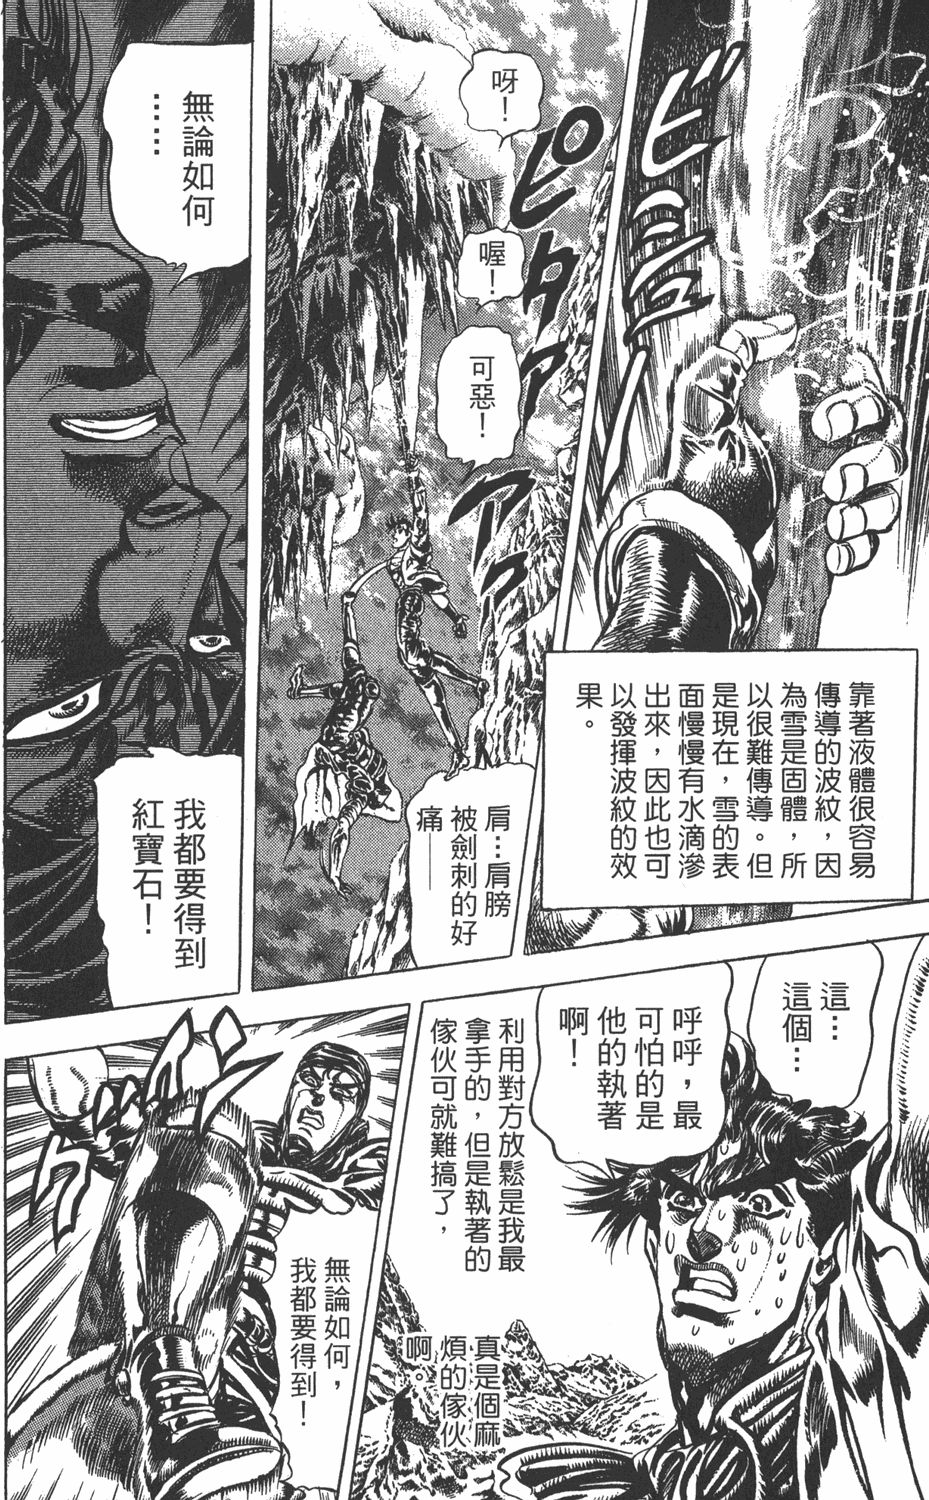 ビシューー
靠著液體很容易
傳導的波紋，因
為雪是固體，所
以很難傳導。但
是現在，雪的表
面慢慢有水滴滲
出來，因此也可
以發揮波紋的效
果。
呀！
ピタァァァ
喔！
可惡！
肩…肩膀
被劍刺的好
痛——
無論如何
……
我都要得到
紅寶石！
這…
這個…
呼呼，最
可怕的是
他的執著
啊！
利用對方放鬆是我最
拿手的，但是執著的
傢伙可就難搞了，
真是個麻
煩的傢伙
啊。
無論如何，
我都要得到！